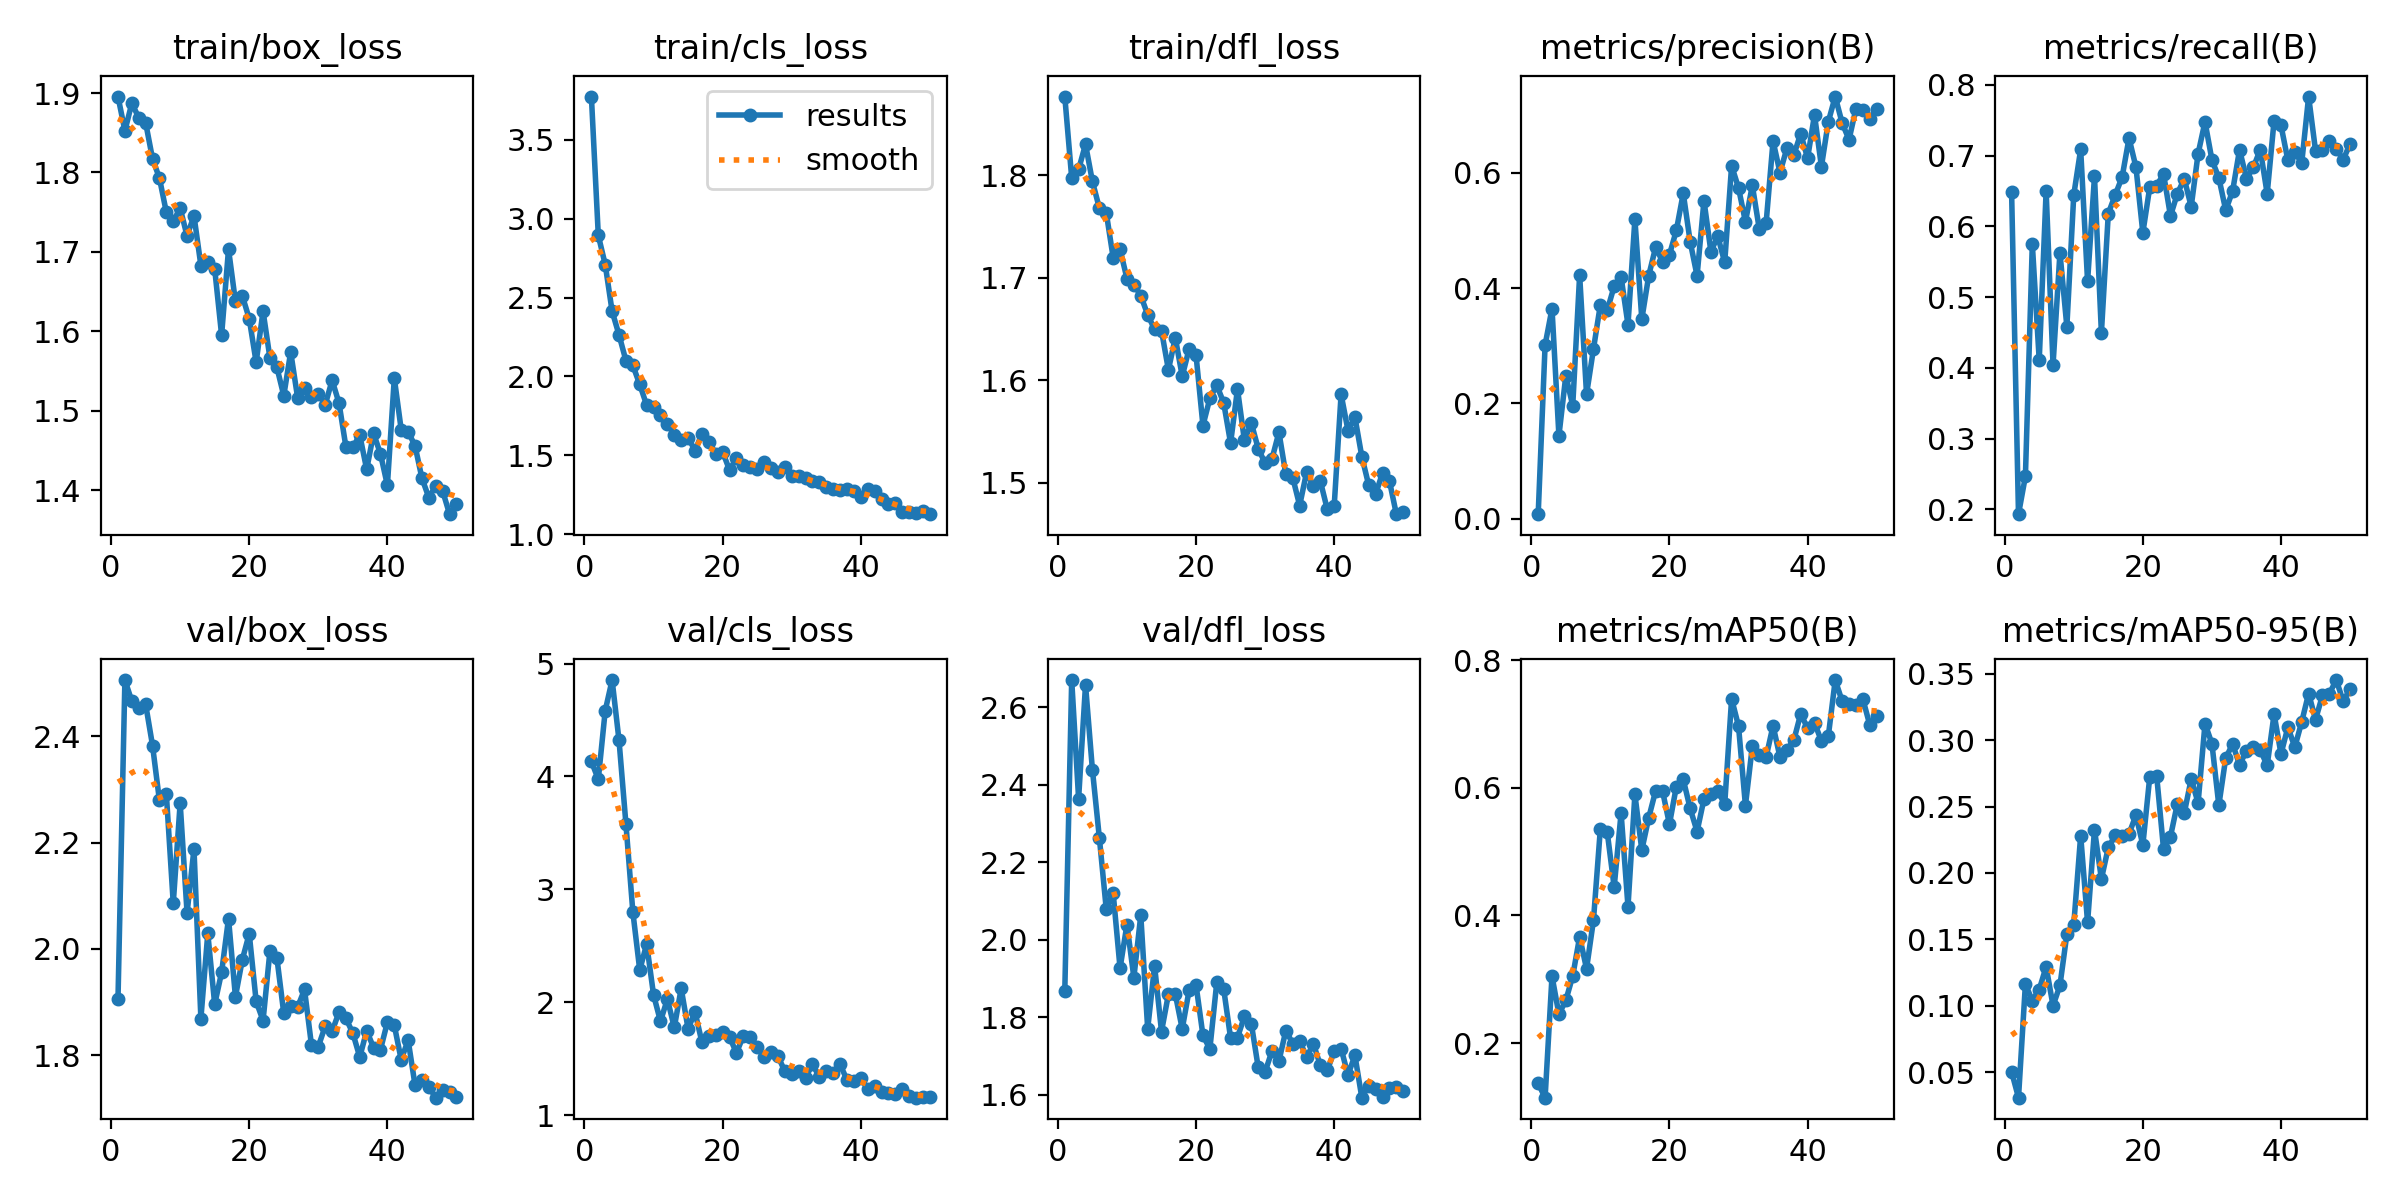 train/box_loss
1.9
1.8
1.7
1.6
1.5
1.4
0 20 40
train/cls_loss
results
smooth
3.5
3.0
2.5
2.0
1.5
1.0
0 20 40
train/dfl_loss
1.8
1.7
1.6
1.5
0 20 40
metrics/precision(B)
0.6
0.4
0.2
0.0
0 20 40
metrics/recall(B)
0.8
0.7
0.6
0.5
0.4
0.3
0.2
0 20 40
val/box_loss
2.4
2.2
2.0
1.8
0 20 40
val/cls_loss
5
4
3
2
1
0 20 40
val/dfl_loss
2.6
2.4
2.2
2.0
1.8
1.6
0 20 40
metrics/mAP50(B)
0.8
0.6
0.4
0.2
0 20 40
metrics/mAP50-95(B)
0.35
0.30
0.25
0.20
0.15
0.10
0.05
0 20 40